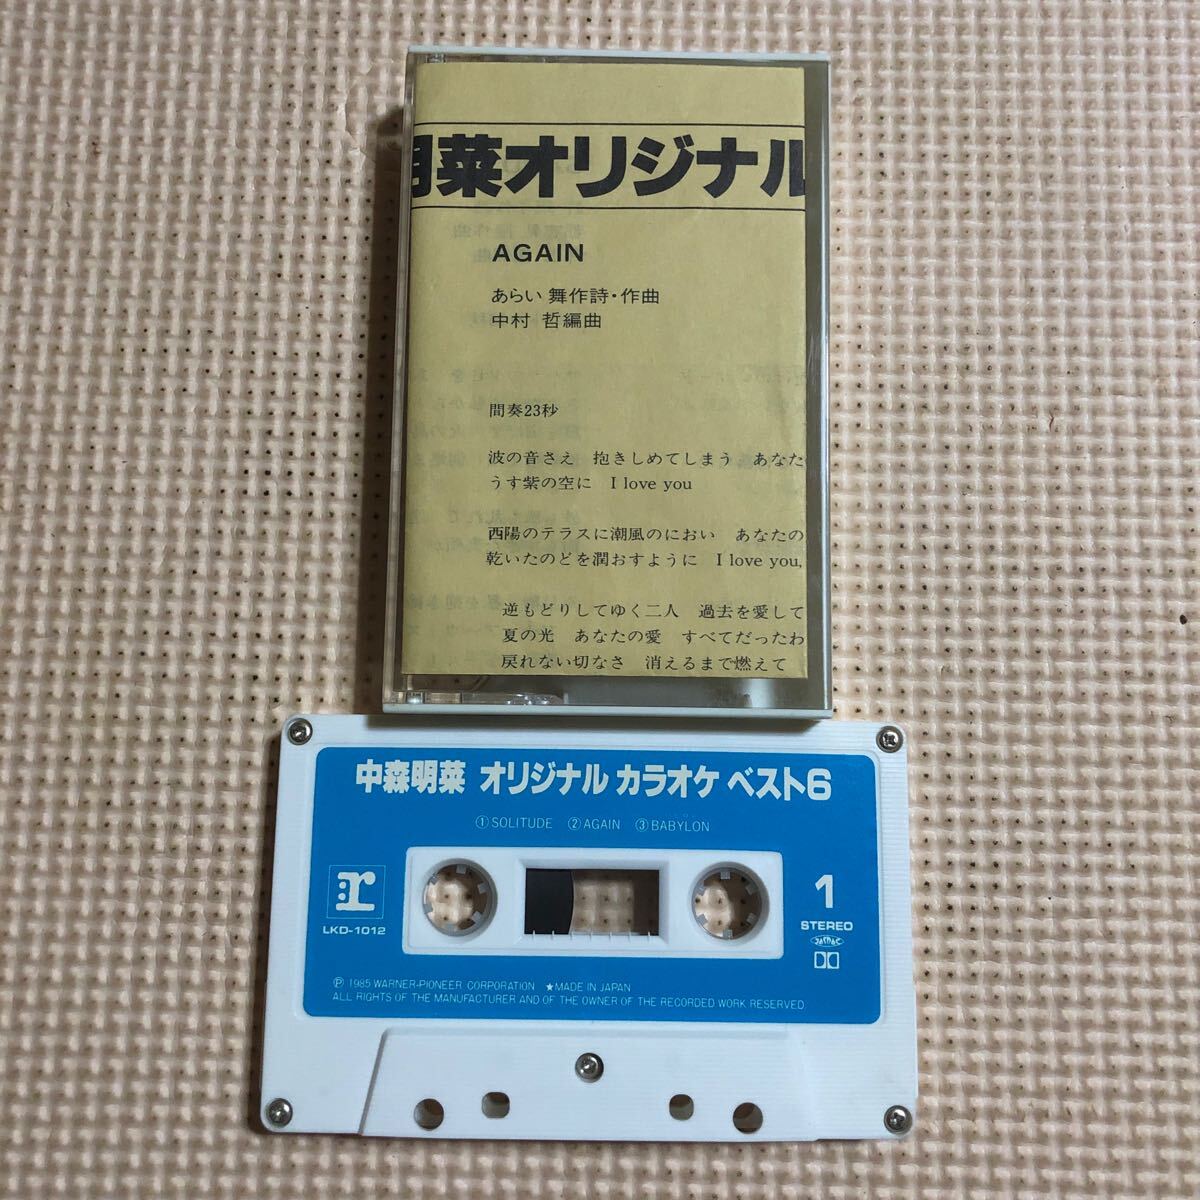 明菜オリジナル
AGAIN
あらい 舞作詩・作曲
中村 哲編曲
間奏23秒
波の音さえ 抱きしめてしまう あなた
うす紫の空に I love you
西陽のテラスに潮風のにおい あなたの
乾いたのどを潤おすように I love you,
逆もどりしてゆく二人 過去を愛して
夏の光 あなたの愛 すべてだったわ
戻れない切なさ 消えるまで燃えて
中森明菜 オリジナル カラオケ ベスト6
①SOLITUDE ②AGAIN ③BABYLON
r
LKD-1012
1
STEREO
Ⓟ 1985 WARNER-PIONEER CORPORATION ★MADE IN JAPAN
ALL RIGHTS OF THE MANUFACTURER AND OF THE OWNER OF THE RECORDED WORK RESERVED